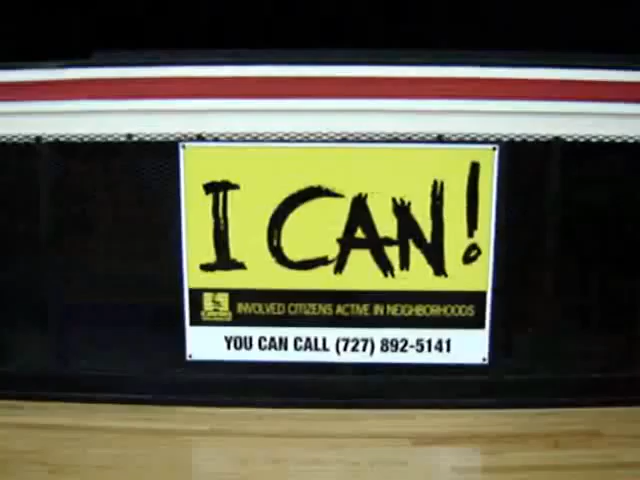 I CAN!
INVOLVED CITIZENS ACTIVE IN NEIGHBORHOODS
YOU CAN CALL (727) 892-5141